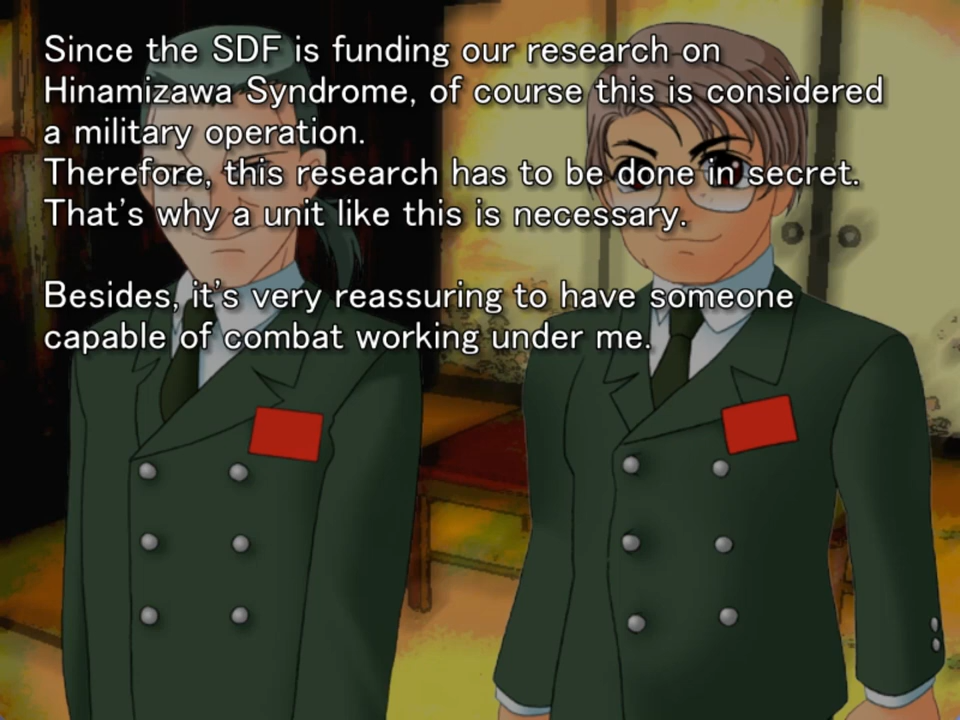 Since the SDF is funding our research on
Hinamizawa Syndrome, of course this is considered
a military operation.
Therefore, this research has to be done in secret.
That's why a unit like this is necessary.
Besides, it's very reassuring to have someone
capable of combat working under me.